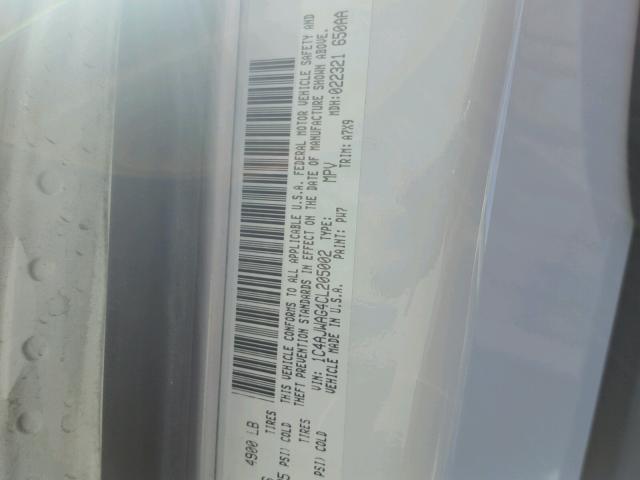 4900 LB
TIRES
PSI) COLD
TIRES
PSI) COLD
THIS VEHICLE CONFORMS TO ALL APPLICABLE U.S.A. FEDERAL MOTOR VEHICLE SAFETY AND
THEFT PREVENTION STANDARDS IN EFFECT ON THE DATE OF MANUFACTURE SHOWN ABOVE.
VIN: 1C4AJWAG4CL205002 TYPE: MPV MDH:022321 650AA
VEHICLE MADE IN U.S.A. PAINT: PW7 TRIM: A7X9